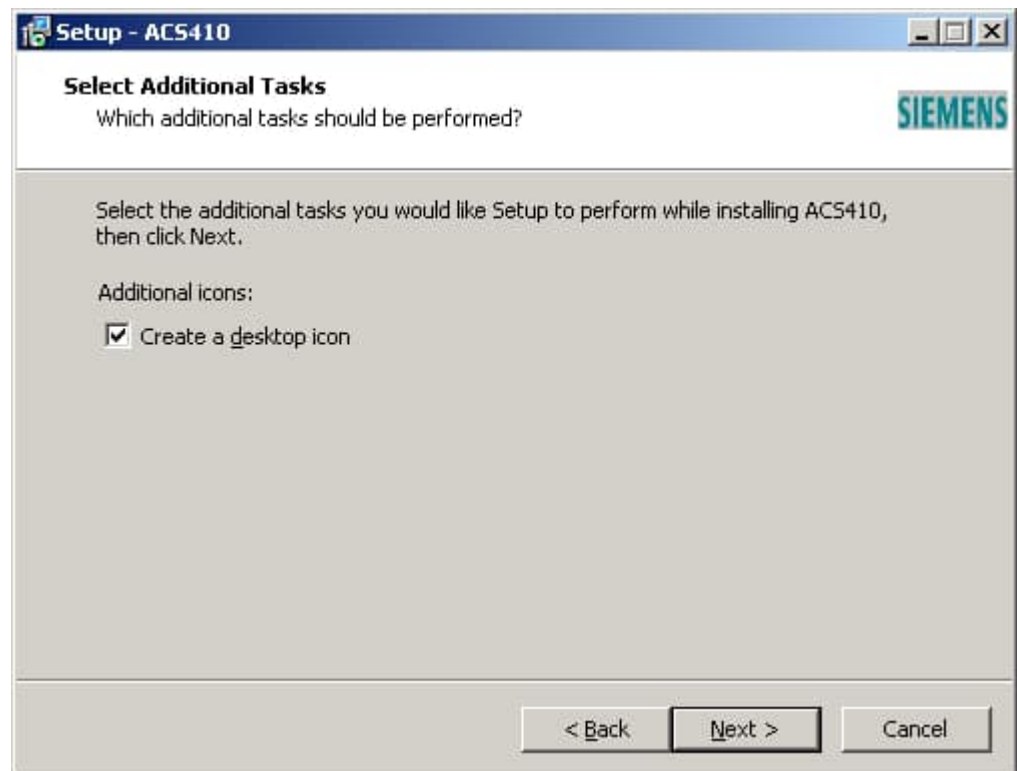 Setup - ACS410
Select Additional Tasks
Which additional tasks should be performed?
SIEMENS
Select the additional tasks you would like Setup to perform while installing ACS410,
then click Next.
Additional icons:
Create a desktop icon
< Back
Next >
Cancel